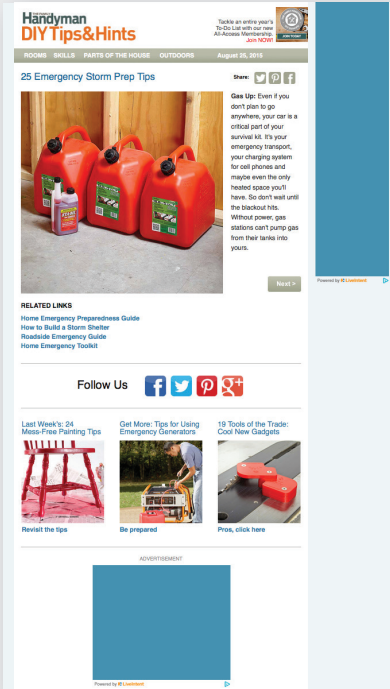 Handyman
DIY Tips&Hints
Tackle an entire year's
To-Do List with our new
All-Access Membership.
Join NOW!
JOIN TODAY
ROOMS SKILLS PARTS OF THE HOUSE OUTDOORS August 25, 2015
25 Emergency Storm Prep Tips
Share:
Gas Up: Even if you
don't plan to go
anywhere, your car is a
critical part of your
survival kit. It's your
emergency transport,
your charging system
for cell phones and
maybe even the only
heated space you'll
have. So don't wait until
the blackout hits.
Without power, gas
stations can't pump gas
from their tanks into
yours.
Next >
Powered by LiveIntent
RELATED LINKS
Home Emergency Preparedness Guide
How to Build a Storm Shelter
Roadside Emergency Guide
Home Emergency Toolkit
Follow Us
Last Week's: 24
Mess-Free Painting Tips
Get More: Tips for Using
Emergency Generators
19 Tools of the Trade:
Cool New Gadgets
Revisit the tips
Be prepared
Pros, click here
ADVERTISEMENT
Powered by LiveIntent